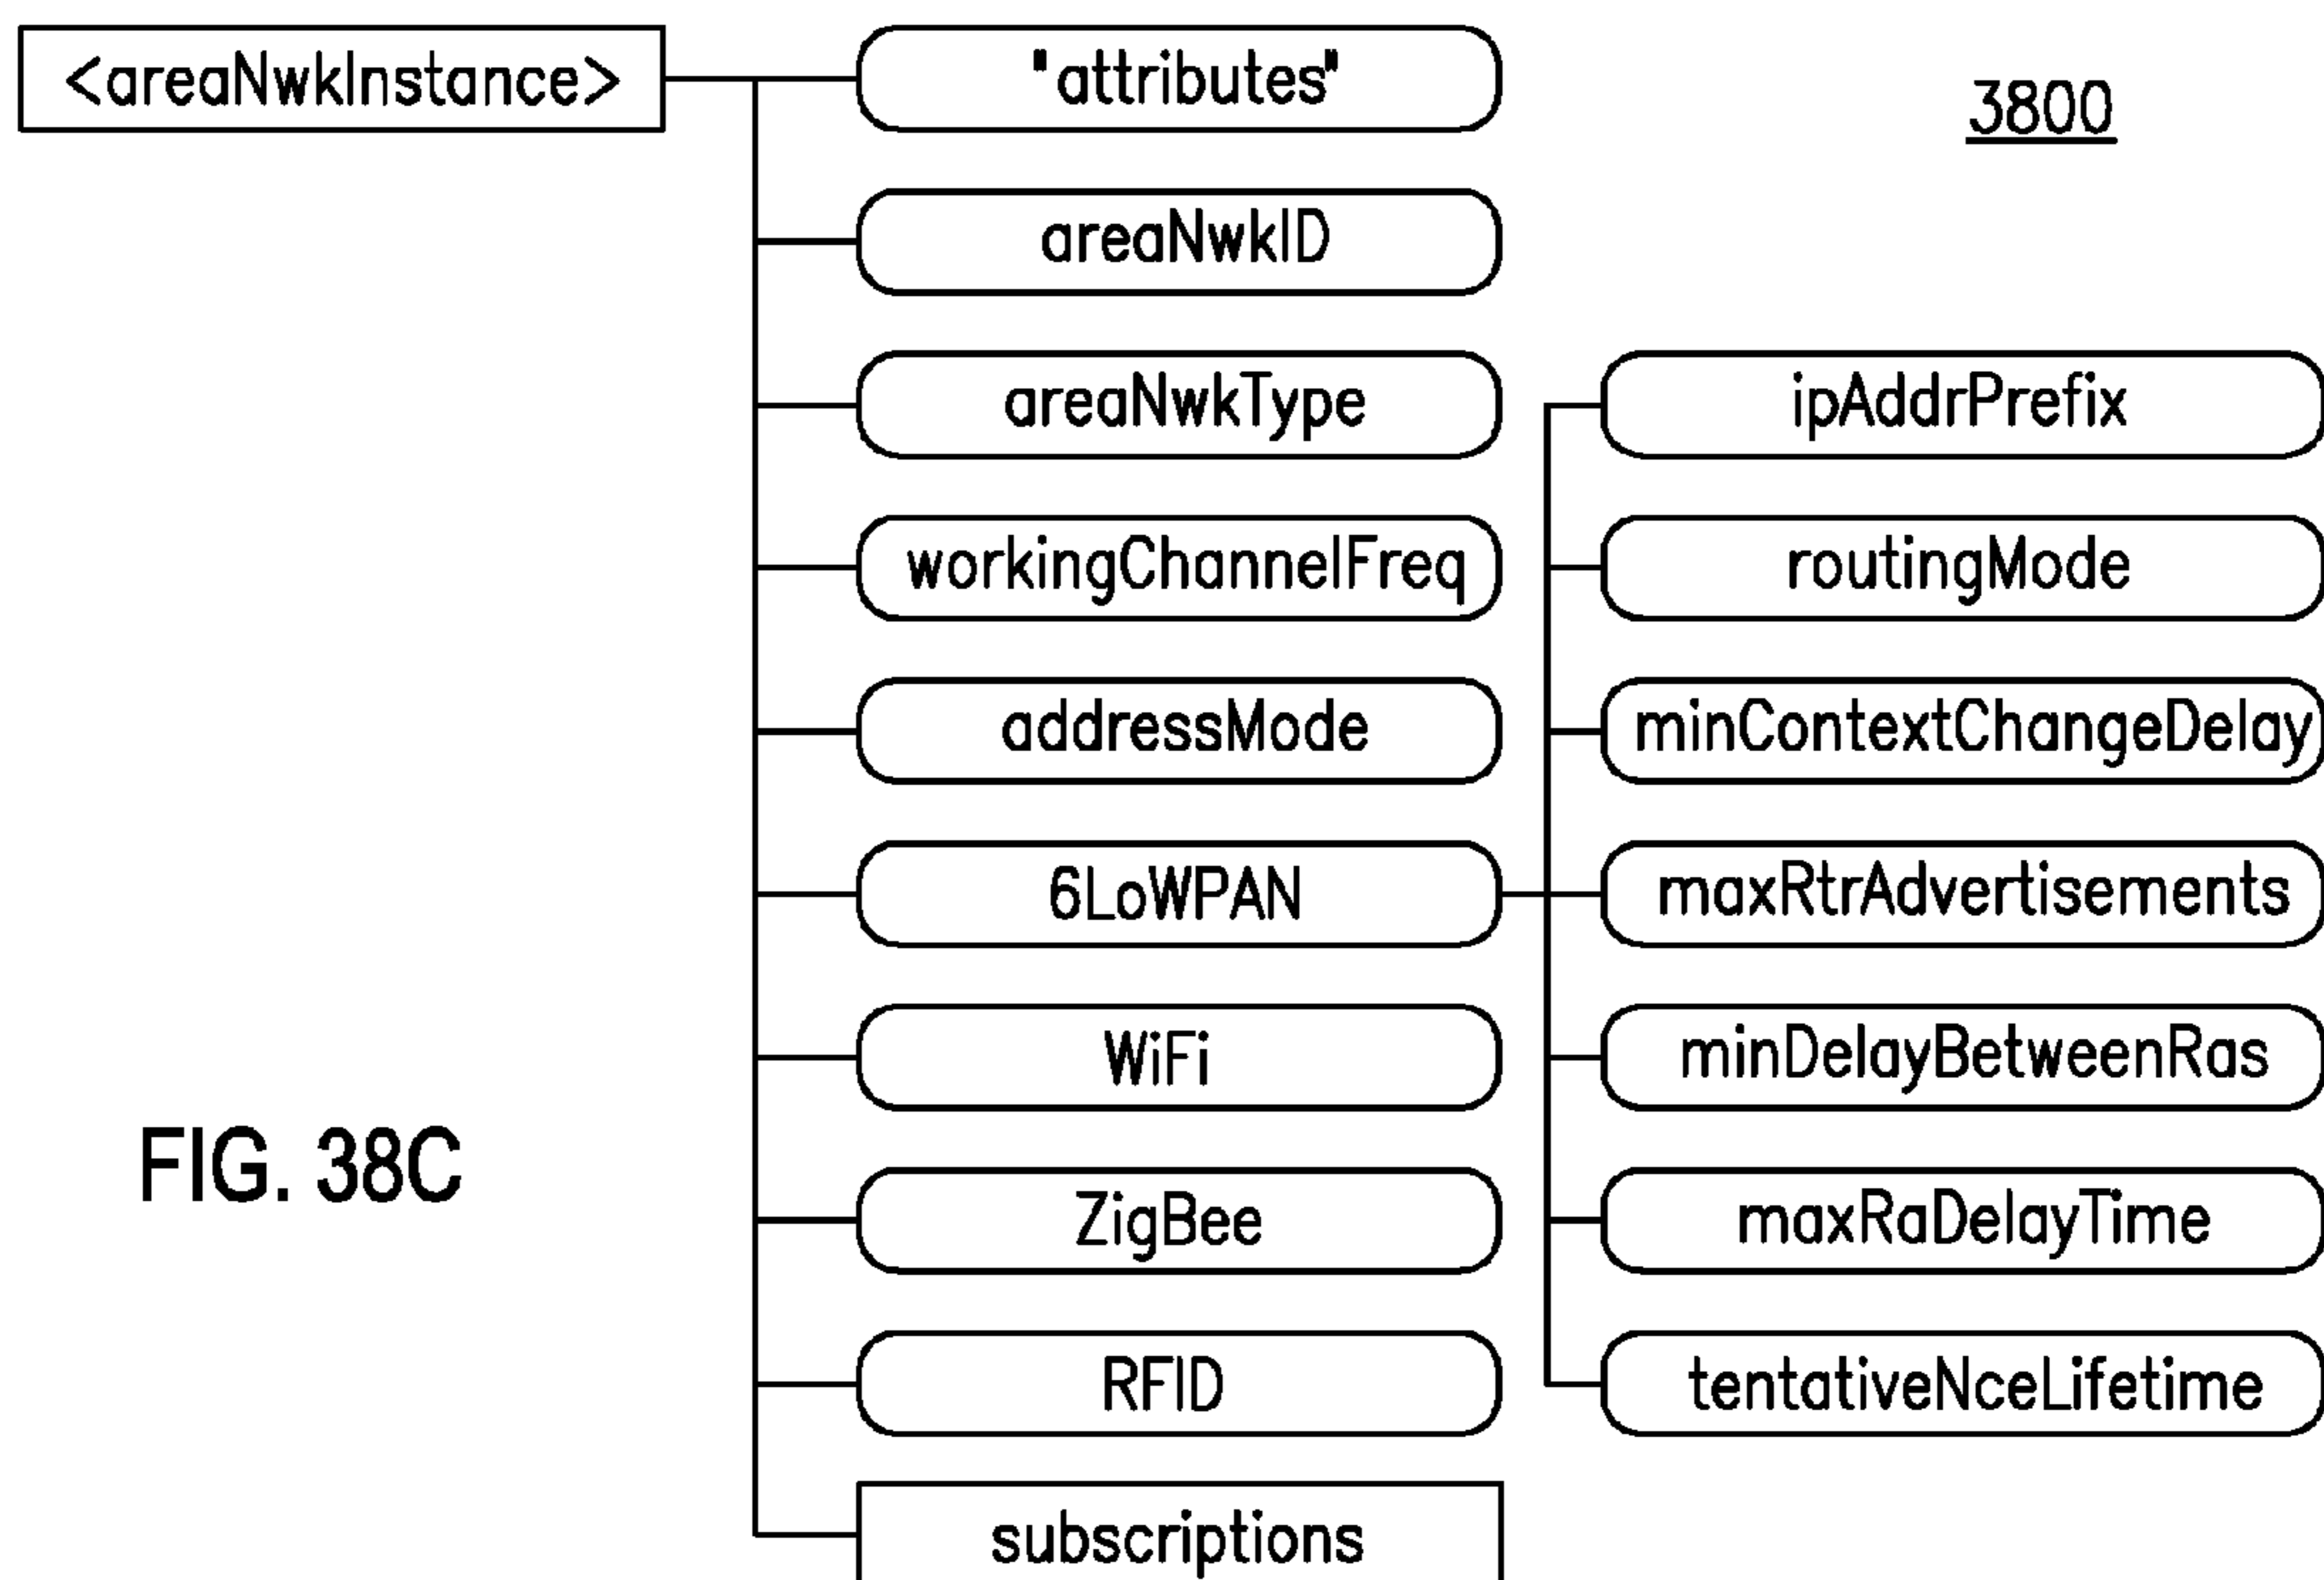 <areaNwkInstance>
"attributes"
3800
areaNwkID
areaNwkType
ipAddrPrefix
workingChannelFreq
routingMode
addressMode
minContextChangeDelay
6LoWPAN
maxRtrAdvertisements
WiFi
minDelayBetweenRas
FIG. 38C
ZigBee
maxRaDelayTime
RFID
tentativeNceLifetime
subscriptions